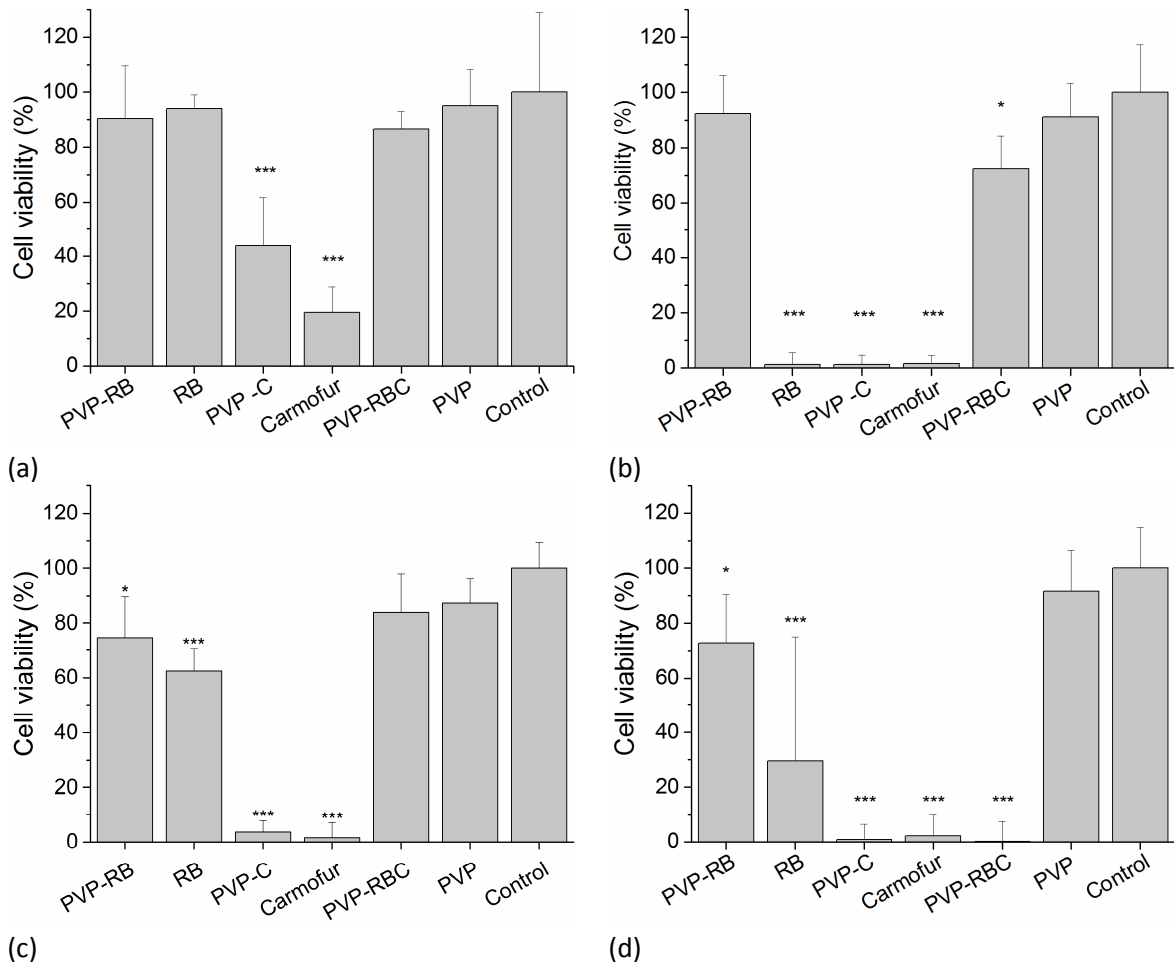 120
100
80
60
40
20
0
Cell viability (%)
***
***
PVP-RB
RB
PVP -C
Carmofur
PVP-RBC
PVP
Control
(a)
120
100
80
60
40
20
0
Cell viability (%)
***
***
***
*
PVP-RB
RB
PVP -C
Carmofur
PVP-RBC
PVP
Control
(b)
120
100
80
60
40
20
0
Cell viability (%)
*
***
***
***
PVP-RB
RB
PVP-C
Carmofur
PVP-RBC
PVP
Control
(c)
120
100
80
60
40
20
0
Cell viability (%)
*
***
***
***
***
PVP-RB
RB
PVP-C
Carmofur
PVP-RBC
PVP
Control
(d)